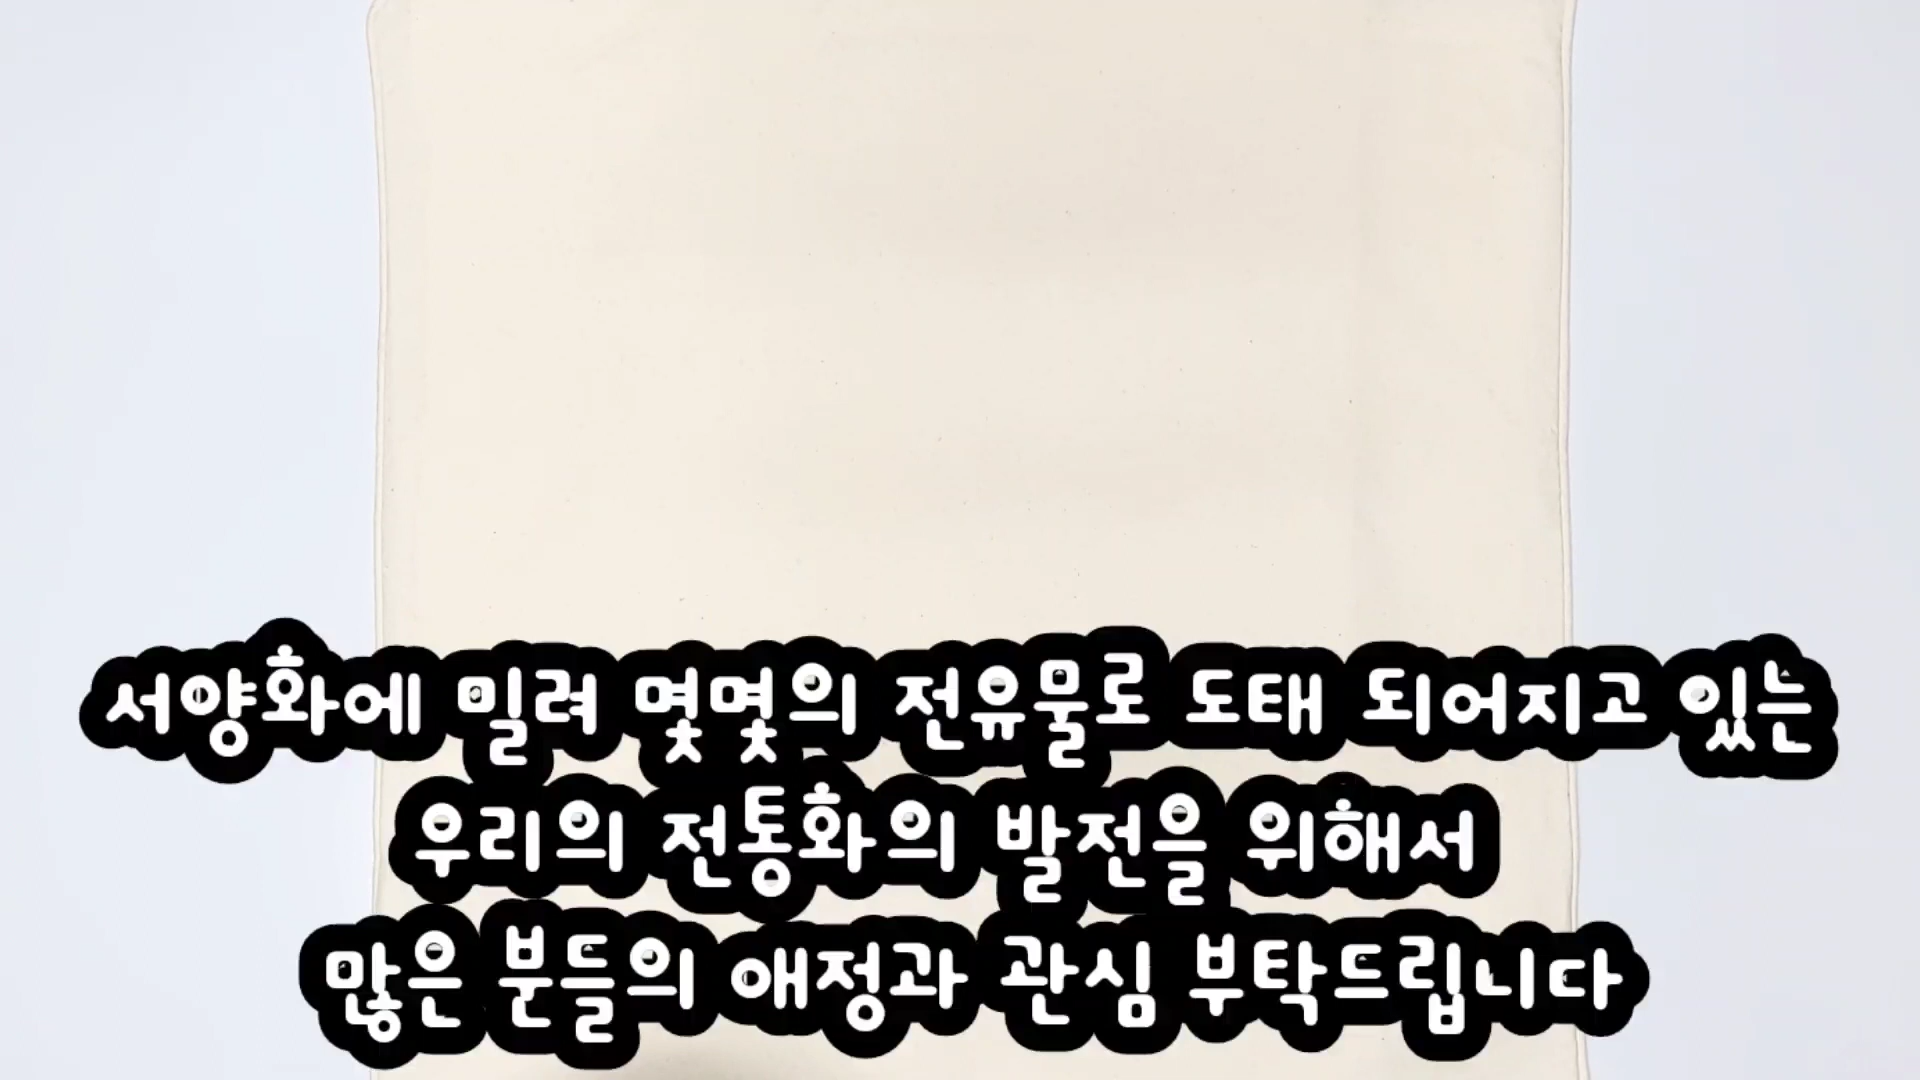 서양화에 밀려 몇몇의 전유물로 도태 되어지고 있는
우리의 전통화의 발전을 위해서
많은 분들의 애정과 관심 부탁드립니다